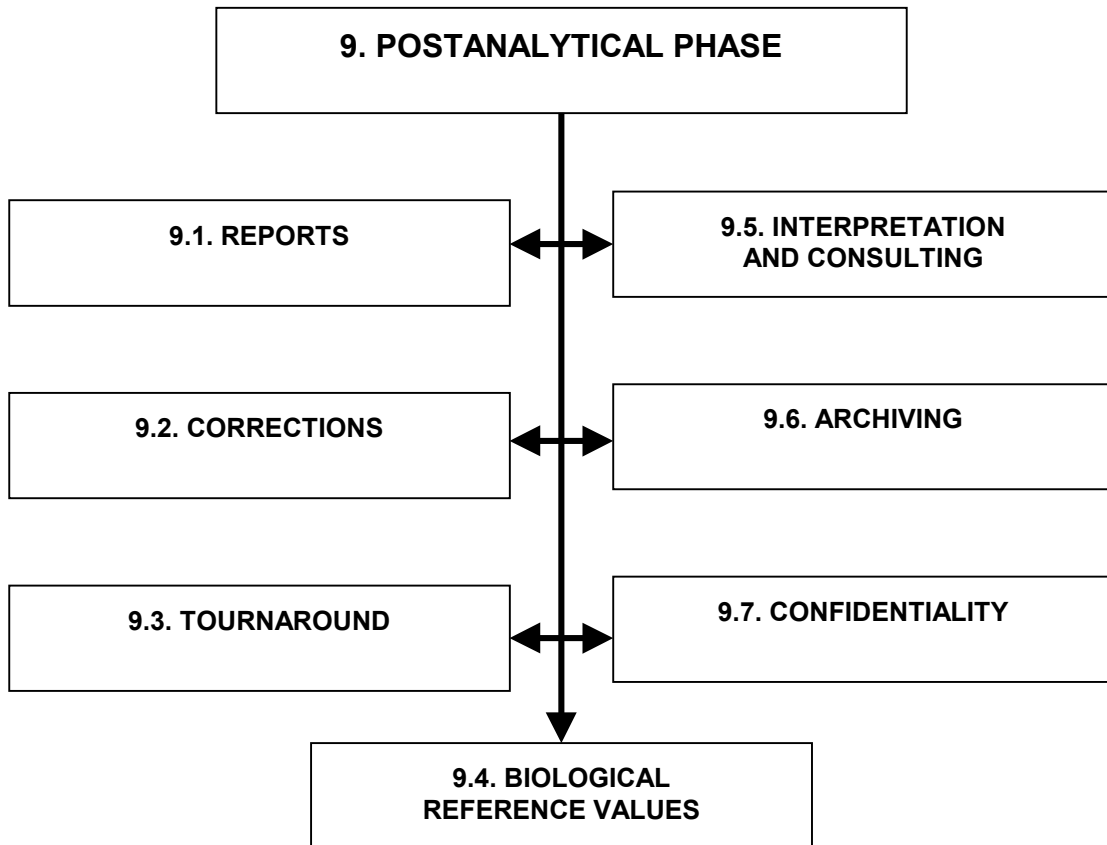 9. POSTANALYTICAL PHASE
9.1. REPORTS
9.5. INTERPRETATION
AND CONSULTING
9.2. CORRECTIONS
9.6. ARCHIVING
9.3. TOURNAROUND
9.7. CONFIDENTIALITY
9.4. BIOLOGICAL
REFERENCE VALUES